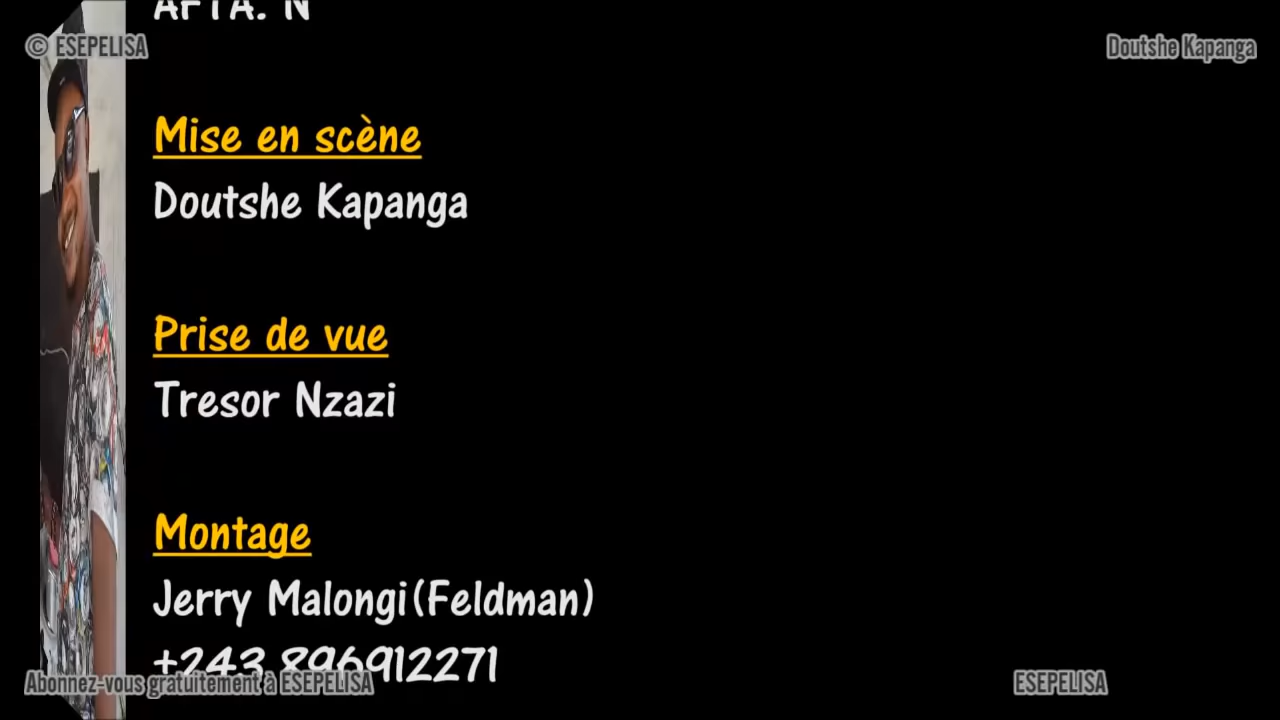 AFTA. N
© ESEPELISA
Doutshe Kapanga
Mise en scène
Doutshe Kapanga
Prise de vue
Tresor Nzazi
Montage
Jerry Malongi(Feldman)
+243 896912271
Abonnez-vous gratuitement à ESEPELISA
ESEPELISA